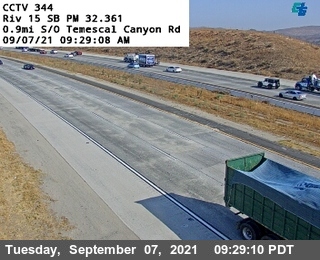 CCTV 344
Riv 15 SB PM 32.361
0.9mi S/O Temescal Canyon Rd
09/07/21 09:29:08 AM
Tuesday, September 07, 2021 09:29:10 PDT